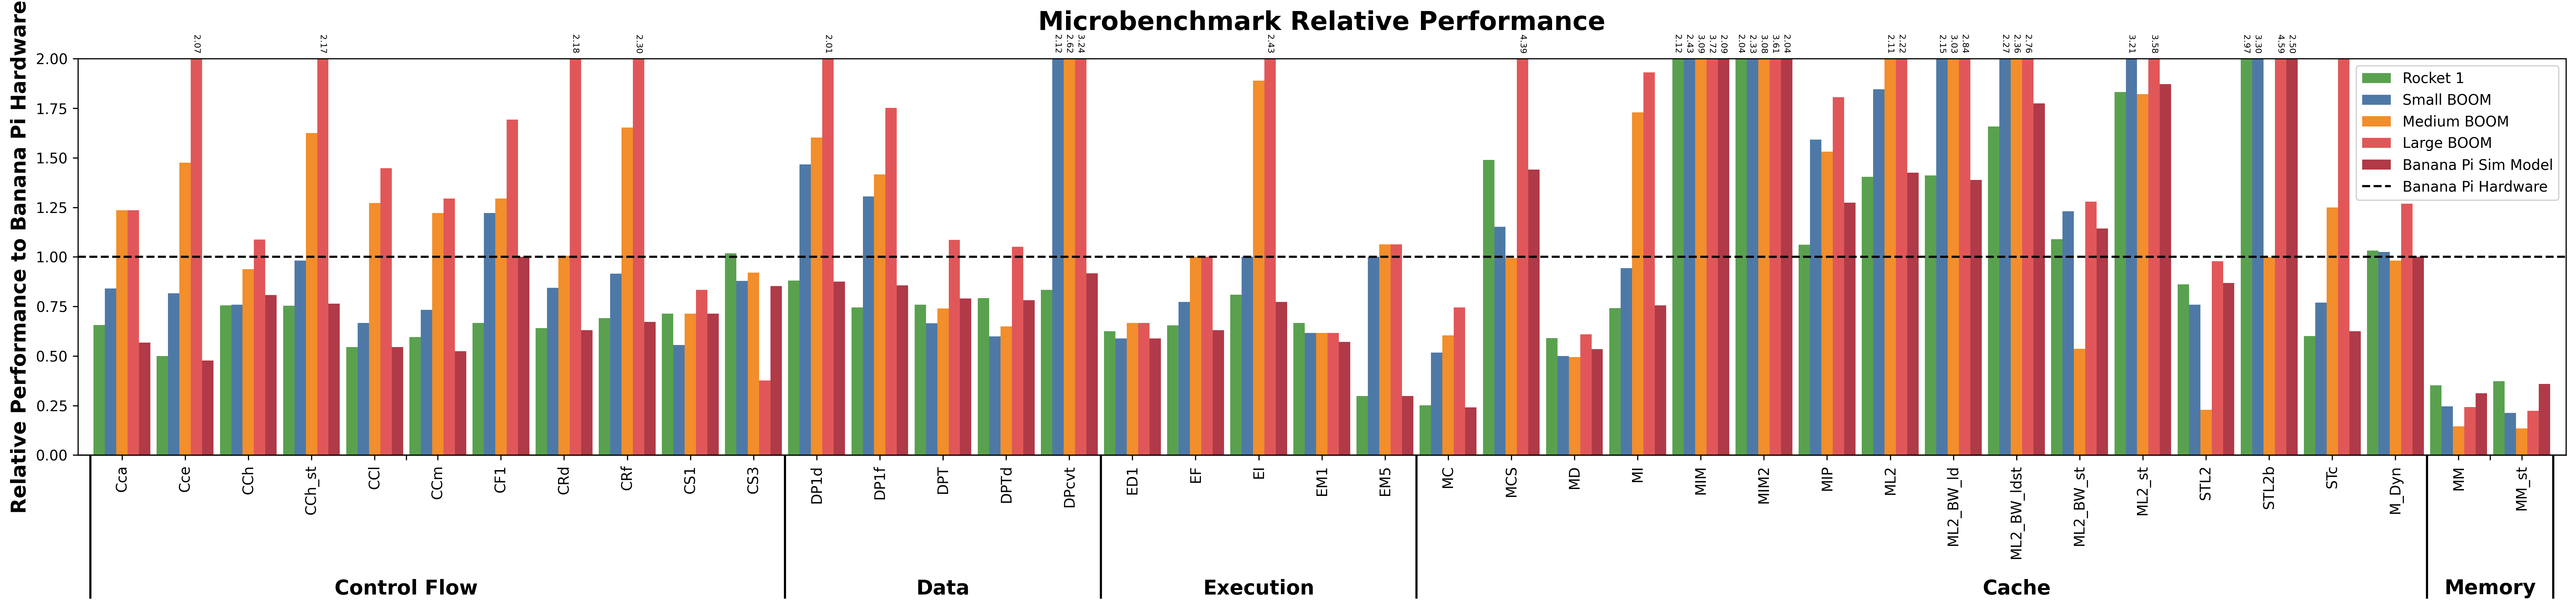 Microbenchmark Relative Performance
Relative Performance to Banana Pi Hardware
2.07
2.17
2.18
2.30
2.01
2.12 2.62 3.24
2.43
4.39
2.12 2.43 3.09 3.72 2.09
2.04 2.33 3.08 3.61 2.04
2.11 2.22
2.15 3.03 2.84
2.27 2.36 2.76
3.21 3.58
2.97 3.30 4.59 2.50
2.00
1.75
1.50
1.25
1.00
0.75
0.50
0.25
0.00
Rocket 1
Small BOOM
Medium BOOM
Large BOOM
Banana Pi Sim Model
Banana Pi Hardware
Cca
Cce
CCh
CCh_st
CCl
CCm
CF1
CRd
CRf
CS1
CS3
DP1d
DP1f
DPT
DPTd
DPcvt
ED1
EF
EI
EM1
EM5
MC
MCS
MD
MI
MIM
MIM2
MIP
ML2
ML2_BW_ld
ML2_BW_ldst
ML2_BW_st
ML2_st
STL2
STL2b
STc
M_Dyn
MM
MM_st
Control Flow
Data
Execution
Cache
Memory